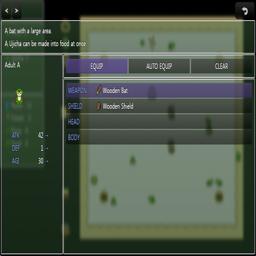 A bat with a large area.
A Ujicha can be made into food at once
Adult A
EQUIP AUTO EQUIP CLEAR
WEAPON Wooden Bat
SHIELD Wooden Shield
HEAD
BODY
ATK 42 →
DEF 1 →
AGI 30 →